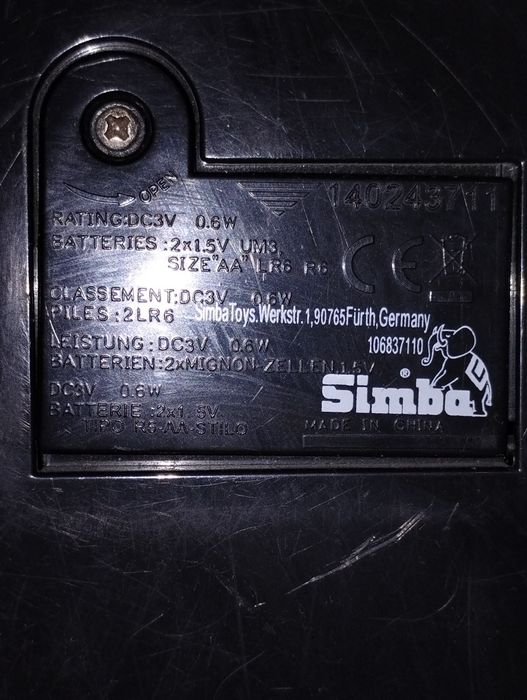 OPEN
140243711
RATING:DC3V 0.6W
BATTERIES :2x1.5V UM3,
SIZE"AA" LR6 R6
CE
CLASSEMENT:DC3V 0.6W
PILES :2LR6
SimbaToys.Werkstr.1,90765Fürth,Germany
106837110
LEISTUNG :DC3V 0.6W
BATTERIEN:2xMIGNON-ZELLEN,1.5V
DC3V 0.6W
BATTERIE :2x1.5V
TIPO R6-AA-STILO
Simba®
MADE IN CHINA